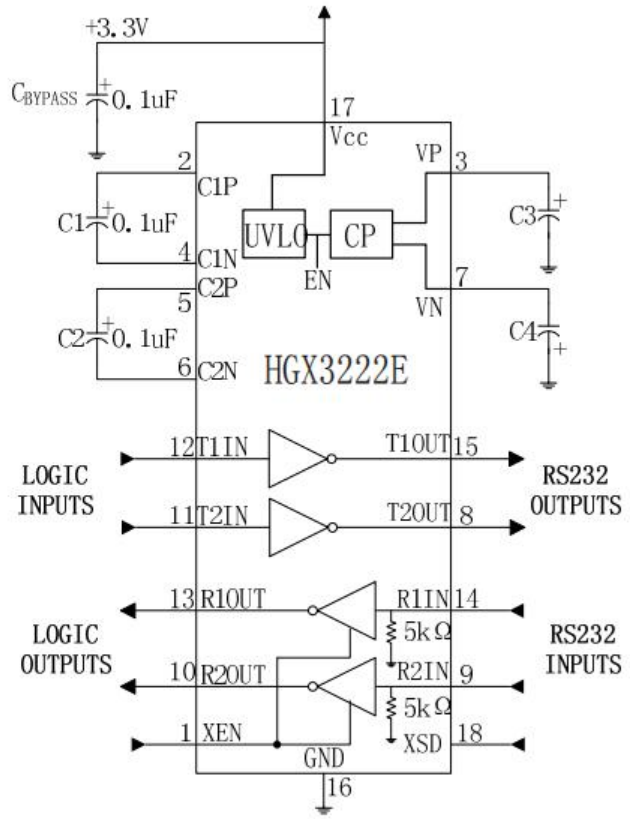 +3.3V
CBYPASS
+
0.1uF
17
Vcc
2
C1P
C1
+
0.1uF
4
C1N
UVLO
CP
EN
VP
3
C3
+
7
VN
C4
+
C2P
5
C2
+
0.1uF
6
C2N
HGX3222E
LOGIC
INPUTS
12
T1IN
T1OUT
15
11
T2IN
T2OUT
8
RS232
OUTPUTS
LOGIC
OUTPUTS
13
R1OUT
R1IN
14
5kΩ
10
R2OUT
R2IN
9
5kΩ
RS232
INPUTS
1
XEN
GND
16
XSD
18